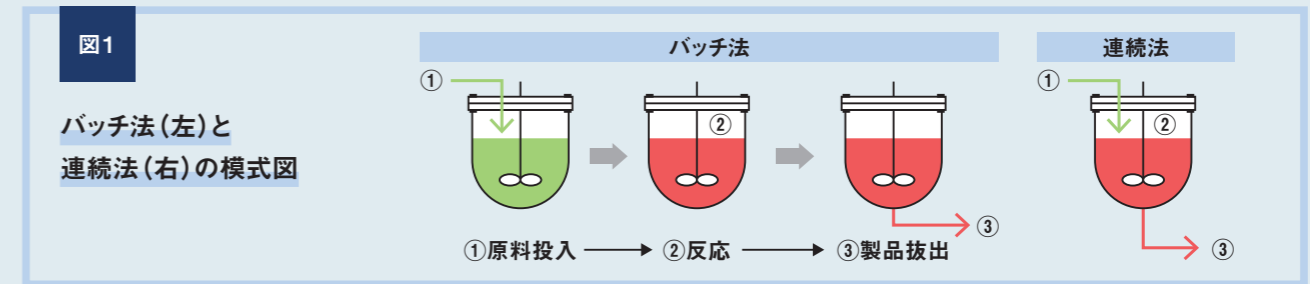 図1
バッチ法（左）と
連続法（右）の模式図
バッチ法
① ②
③
①原料投入 ②反応 ③製品抜出
連続法
① ②
③